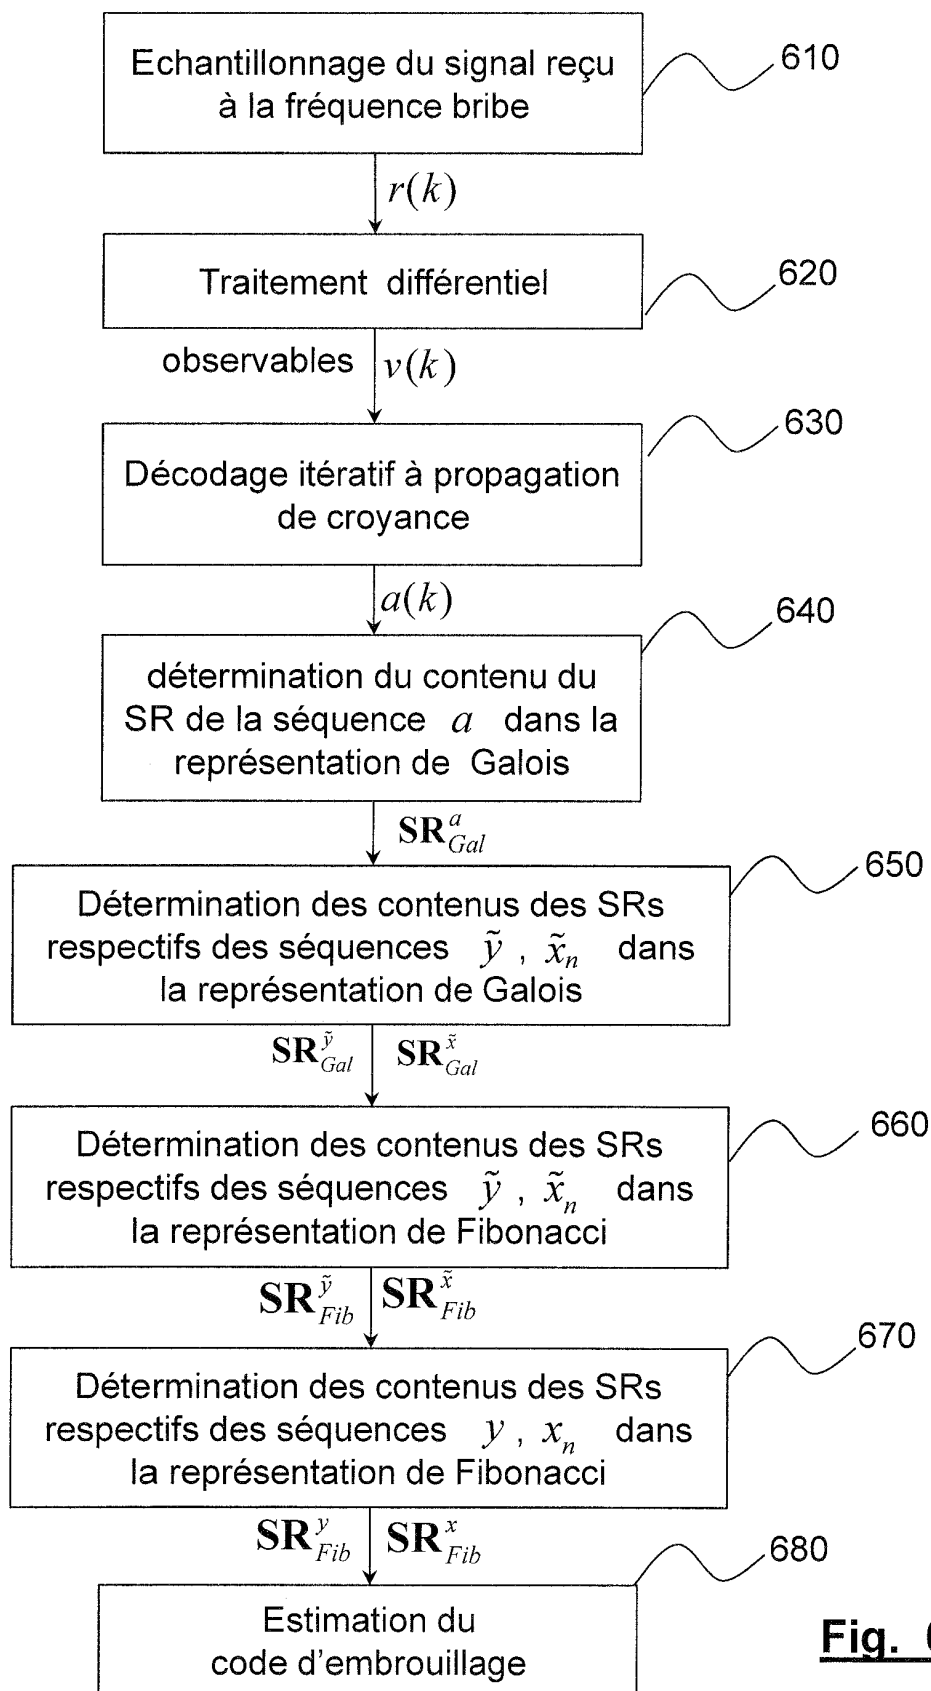 Echantillonnage du signal reçu
à la fréquence bribe
610
r(k)
Traitement différentiel
620
observables v(k)
Décodage itératif à propagation
de croyance
630
a(k)
640
détermination du contenu du
SR de la séquence a dans la
représentation de Galois
SR^a_Gal
650
Détermination des contenus des SRs
respectifs des séquences ỹ , x̃_n dans
la représentation de Galois
SR^ỹ_Gal SR^x̃_Gal
660
Détermination des contenus des SRs
respectifs des séquences ỹ , x̃_n dans
la représentation de Fibonacci
SR^ỹ_Fib SR^x̃_Fib
670
Détermination des contenus des SRs
respectifs des séquences y , x_n dans
la représentation de Fibonacci
SR^y_Fib SR^x_Fib
680
Estimation du
code d'embrouillage
Fig.